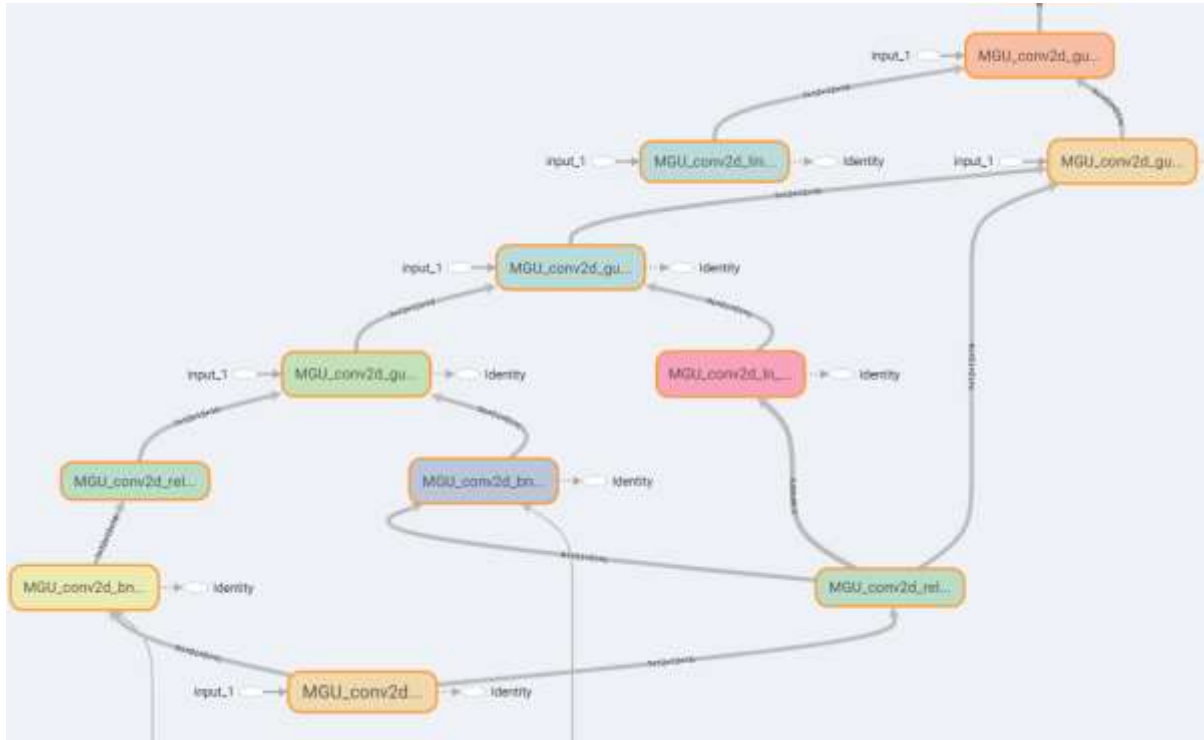 input_1
MGU_conv2d_gu...
input_1
MGU_conv2d_lin...
Identity
input_1
MGU_conv2d_gu...
input_1
MGU_conv2d_gu...
Identity
input_1
MGU_conv2d_gu...
Identity
MGU_conv2d_ln_...
Identity
MGU_conv2d_rel...
MGU_conv2d_bn...
Identity
MGU_conv2d_bn...
Identity
MGU_conv2d_rel...
input_1
MGU_conv2d...
Identity